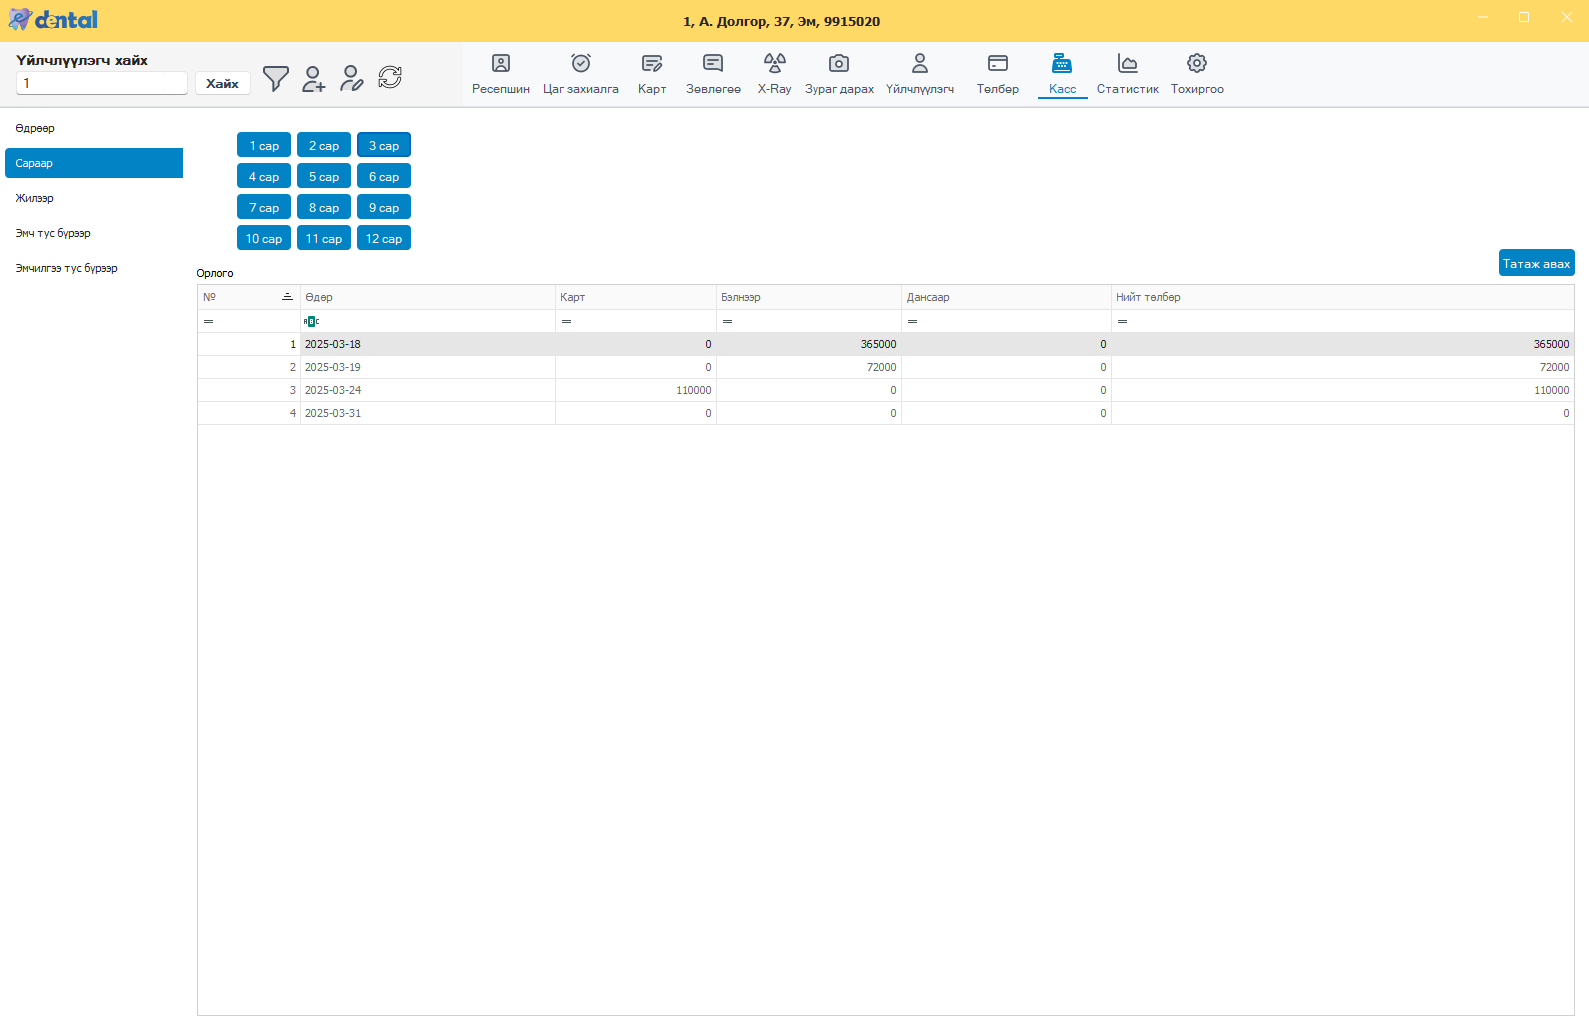 e dental
1, А. Долгор, 37, Эм, 9915020
Үйлчлүүлэгч хайх
1
Хайх
Ресепшин
Цаг захиалга
Карт
Зөвлөгөө
X-Ray
Зураг дарах
Үйлчлүүлэгч
Төлбөр
Касс
Статистик
Тохиргоо
Өдрөөр
Сараар
Жилээр
Эмч тус бүрээр
Эмчилгээ тус бүрээр
1 сар 2 сар 3 сар
4 сар 5 сар 6 сар
7 сар 8 сар 9 сар
10 сар 11 сар 12 сар
Татаж авах
Орлого
№ Өдөр Карт Бэлнээр Дансаар Нийт төлбөр
= ABC = = = =
1 2025-03-18 0 365000 0 365000
2 2025-03-19 0 72000 0 72000
3 2025-03-24 110000 0 0 110000
4 2025-03-31 0 0 0 0